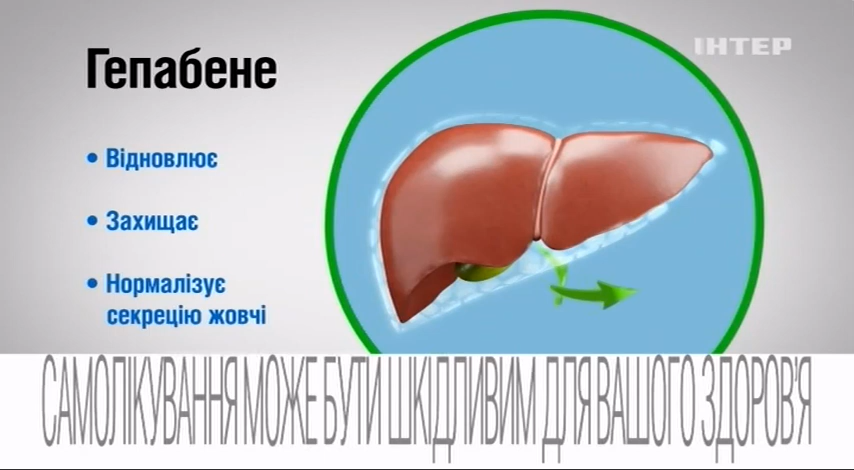 ІНТЕР
Гепабене
• Відновлює
• Захищає
• Нормалізує
секрецію жовчі
САМОЛІКУВАННЯ МОЖЕ БУТИ ШКІДЛИВИМ ДЛЯ ВАШОГО ЗДОРОВ'Я